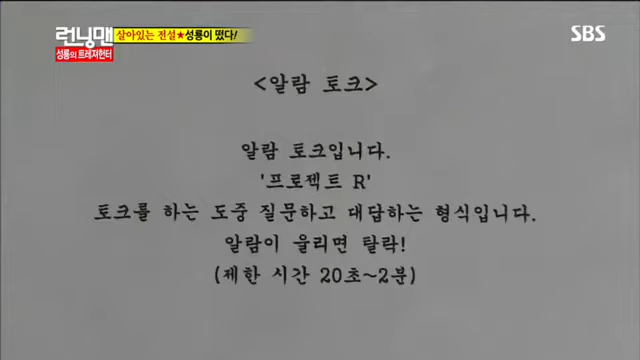 런닝맨
성룡의 트레져헌터
살아있는 전설★성룡이 떴다!
SBS
<알람 토크>
알람 토크입니다.
'프로젝트 R'
토크를 하는 도중 질문하고 대답하는 형식입니다.
알람이 울리면 탈락!
(제한 시간 20초~2분)